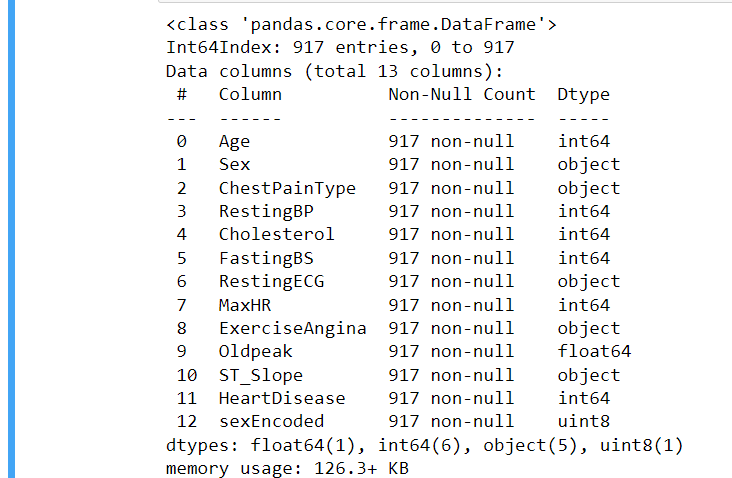 <class 'pandas.core.frame.DataFrame'>
Int64Index: 917 entries, 0 to 917
Data columns (total 13 columns):
 #   Column          Non-Null Count  Dtype
---  ------          --------------  -----
 0   Age             917 non-null    int64
 1   Sex             917 non-null    object
 2   ChestPainType   917 non-null    object
 3   RestingBP       917 non-null    int64
 4   Cholesterol     917 non-null    int64
 5   FastingBS       917 non-null    int64
 6   RestingECG      917 non-null    object
 7   MaxHR           917 non-null    int64
 8   ExerciseAngina  917 non-null    object
 9   Oldpeak         917 non-null    float64
 10  ST_Slope        917 non-null    object
 11  HeartDisease    917 non-null    int64
 12  sexEncoded      917 non-null    uint8
dtypes: float64(1), int64(6), object(5), uint8(1)
memory usage: 126.3+ KB